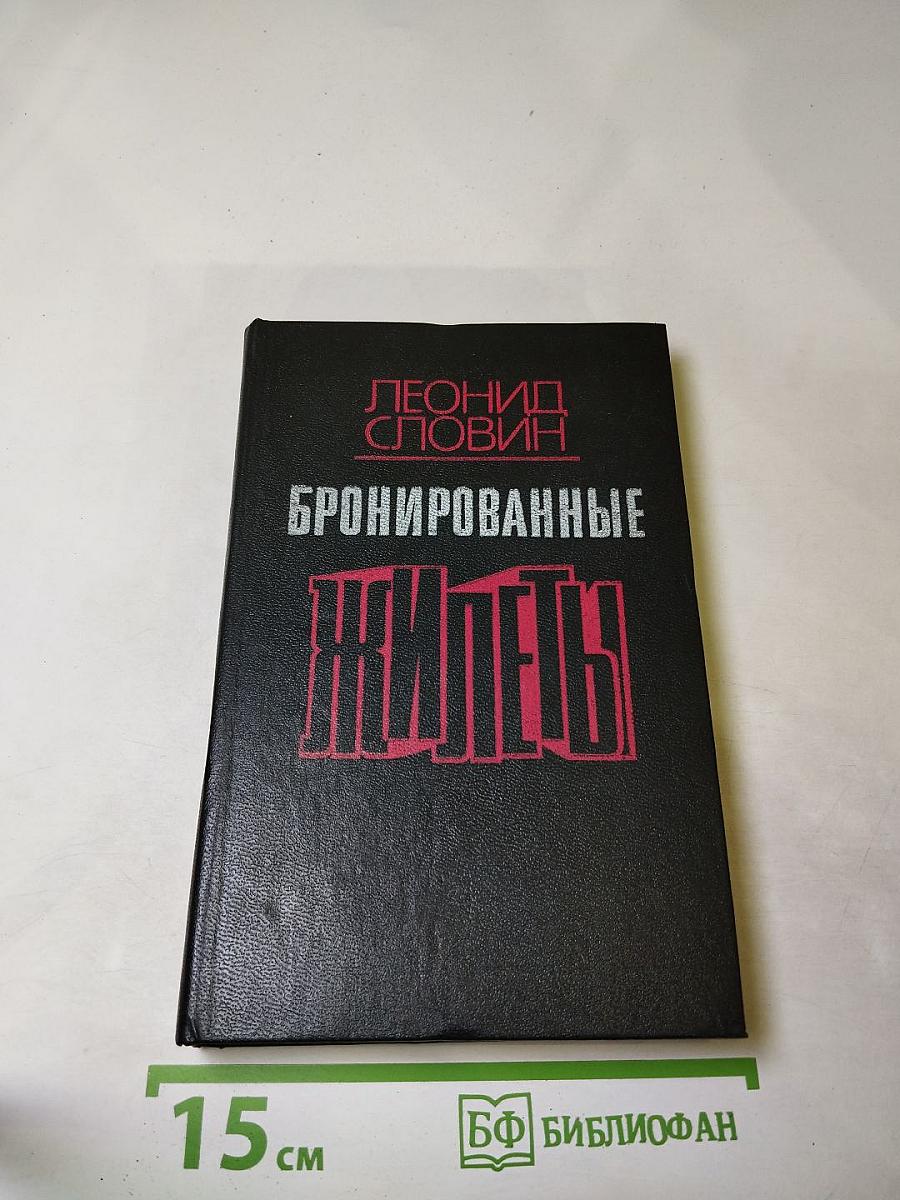 ЛЕОНИД
СЛОВИН
БРОНИРОВАННЫЕ
ЖИЛЕТЫ
15 см
БФ БИБЛИОФАН